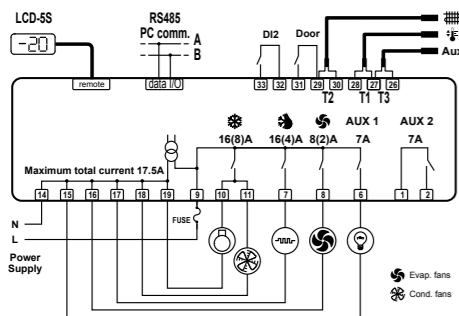 LCD-5S
RS485
PC comm.
A
B
-20
remote
data I/O
DI2
Door
Aux
33 32 31 29 30 28 27 26
T2 T1 T3
16(8)A 16(4)A 8(2)A
AUX 1
7A
AUX 2
7A
Maximum total current 17.5A
14 15 16 17 18 19 9 10 11 7 8 6 1 2
N
L
FUSE
Power
Supply
Evap. fans
Cond. fans